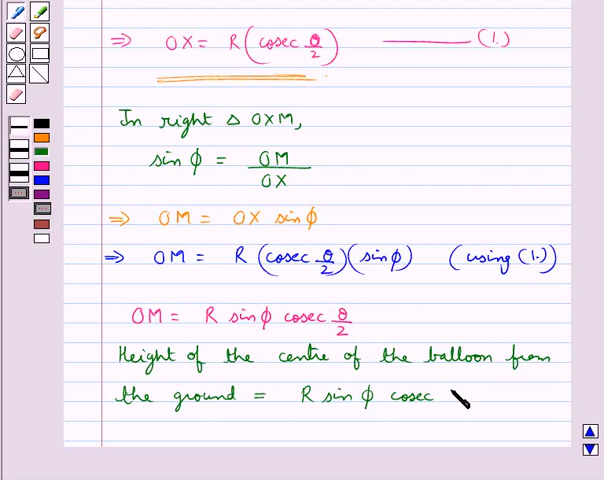 ⇒ OX = R(cosec θ/2) ——— (1.)
In right Δ OXM,
sin ϕ = OM/OX
⇒ OM = OX sin ϕ
⇒ OM = R(cosec θ/2)(sin ϕ) (using (1.))
OM = R sin ϕ cosec θ/2
Height of the centre of the balloon from
the ground = R sin ϕ cosec